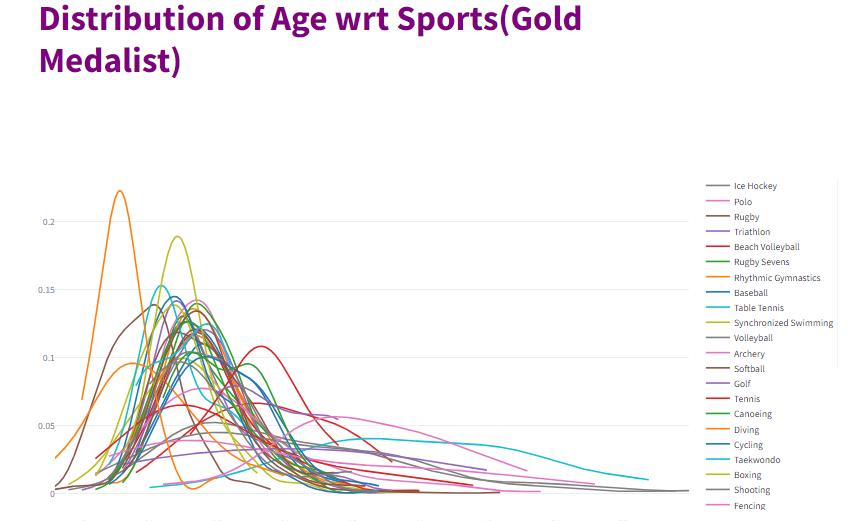 Distribution of Age wrt Sports(Gold
Medalist)
0.2
0.15
0.1
0.05
0
Ice Hockey
Polo
Rugby
Triathlon
Beach Volleyball
Rugby Sevens
Rhythmic Gymnastics
Baseball
Table Tennis
Synchronized Swimming
Volleyball
Archery
Softball
Golf
Tennis
Canoeing
Diving
Cycling
Taekwondo
Boxing
Shooting
Fencing